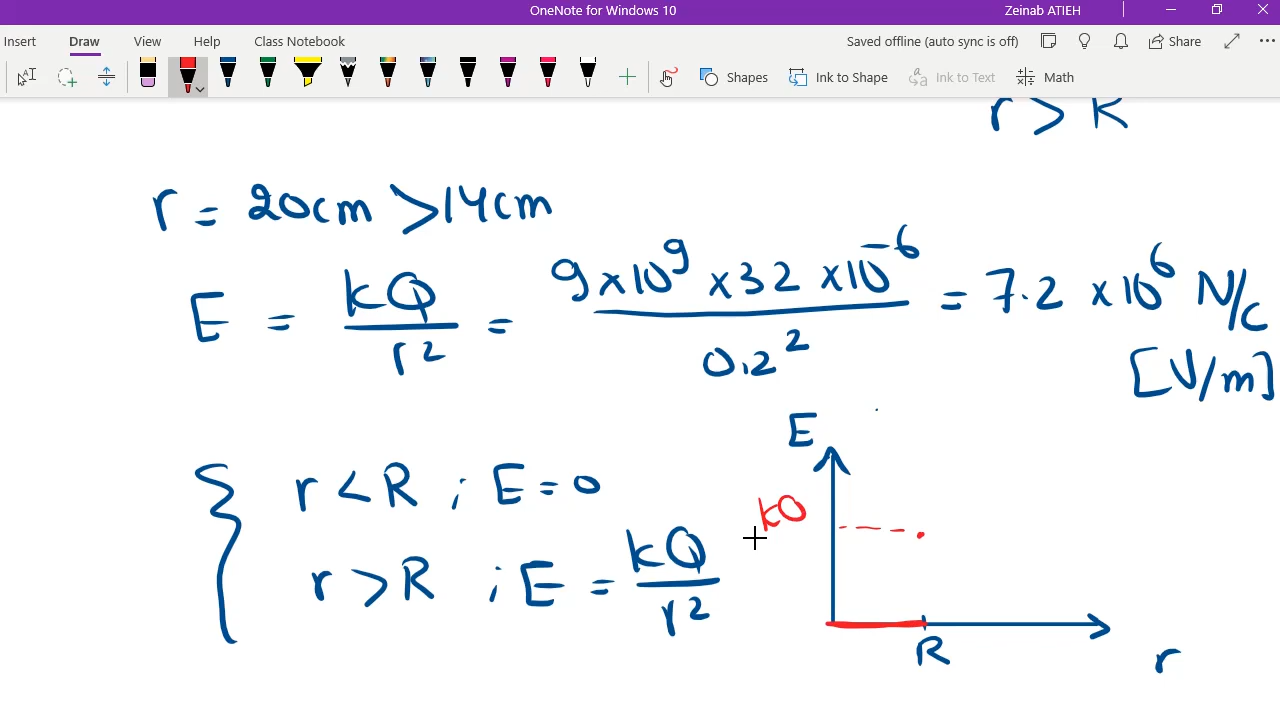 OneNote for Windows 10
Zeinab ATIEH
Insert Draw View Help Class Notebook Saved offline (auto sync is off) Share
Shapes Ink to Shape Ink to Text Math
r > R
r = 20cm > 14cm
E = kQ/r² = 9×10⁹ × 32 ×10⁻⁶ / 0.2² = 7.2 ×10⁶ N/C
[V/m]
E
r < R ; E = 0
kQ
r > R ; E = kQ/r²
R
r